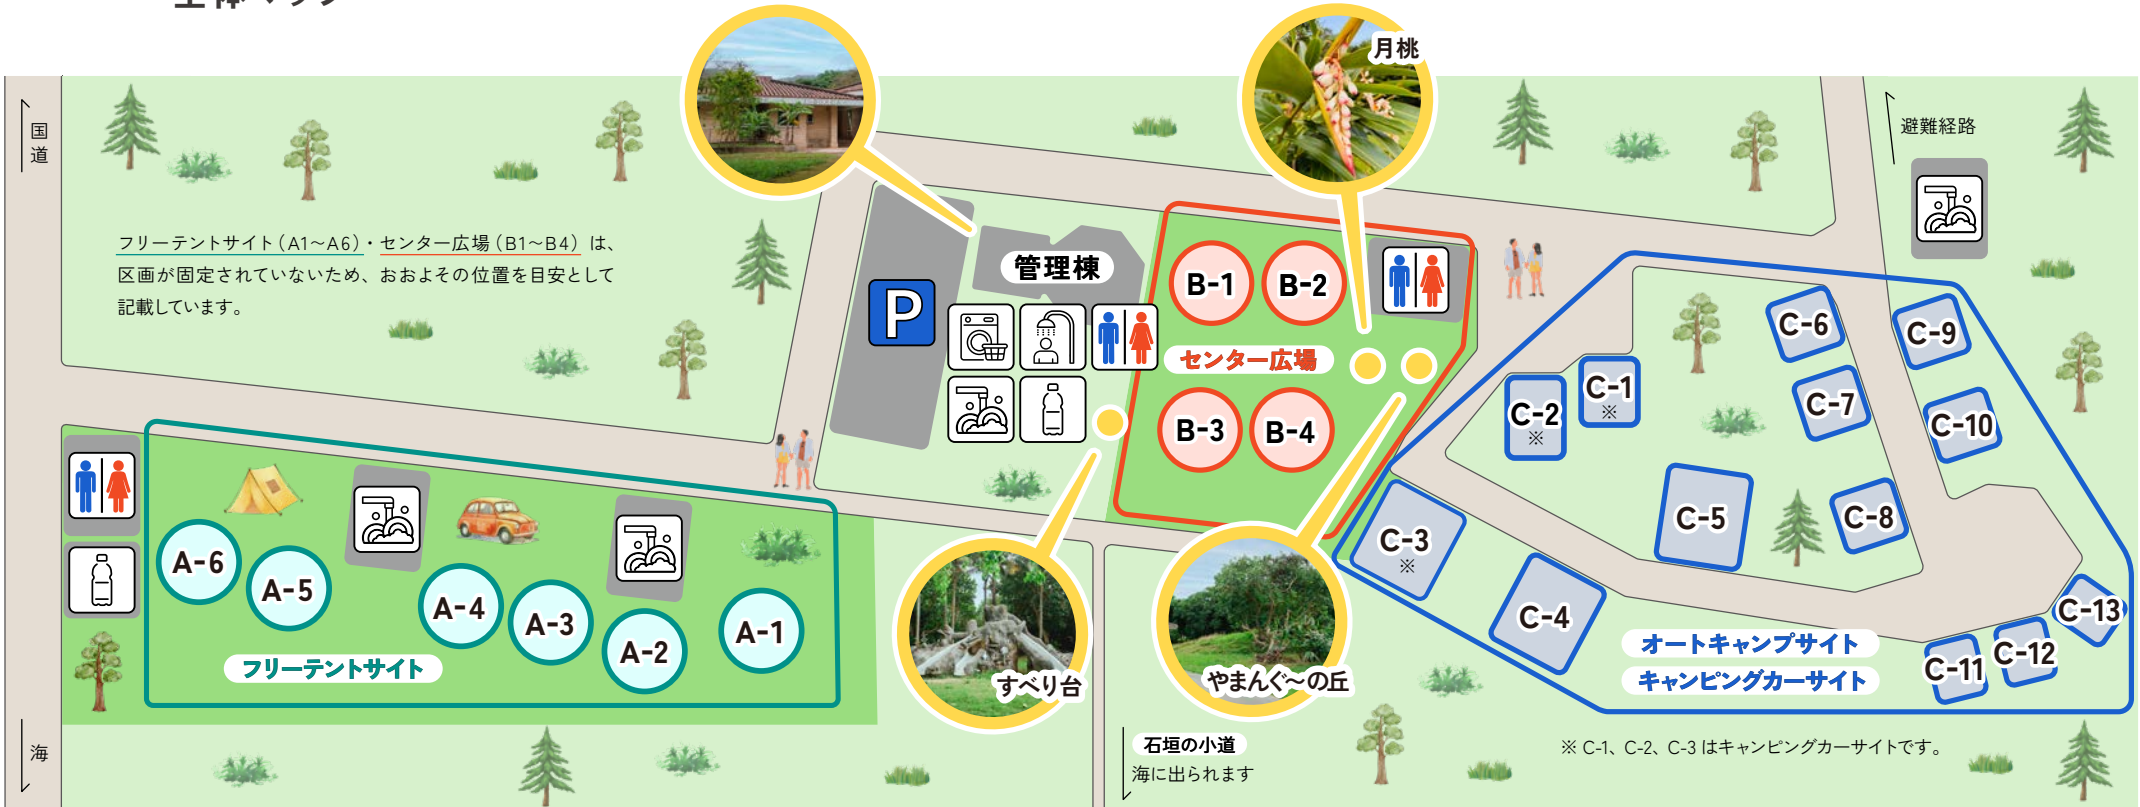 月桃
国道
避難経路
フリーテントサイト（A1〜A6）・センター広場（B1〜B4）は、
区画が固定されていないため、おおよその位置を目安として
記載しています。
管理棟
P
B-1
B-2
センター広場
B-3
B-4
C-6
C-9
C-1
※
C-2
※
C-7
C-10
C-5
C-8
C-3
※
C-4
C-13
C-12
C-11
オートキャンプサイト
キャンピングカーサイト
A-6
A-5
A-4
A-3
A-2
A-1
フリーテントサイト
すべり台
やまんぐ〜の丘
海
石垣の小道
海に出られます
※ C-1、C-2、C-3 はキャンピングカーサイトです。